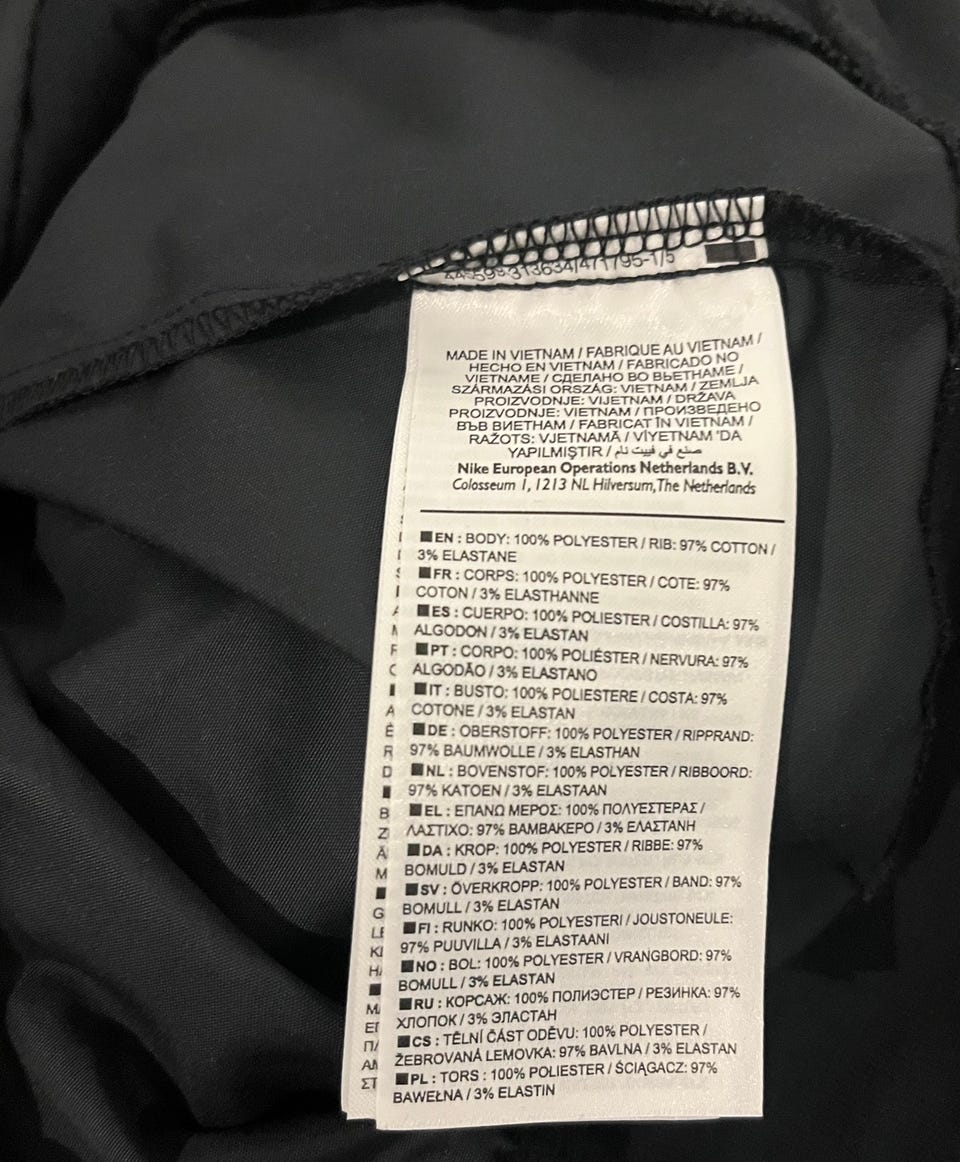 313634/471795-1/5
MADE IN VIETNAM / FABRIQUE AU VIETNAM /
HECHO EN VIETNAM / FABRICADO NO
VIETNAME / СДЕЛАНО ВО ВЬЕТНАМЕ /
SZÁRMAZÁSI ORSZÁG: VIETNAM / ZEMLJA
PROIZVODNJE: VIJETNAM / DRŽAVA
PROIZVODNJE: VIETNAM / ПРОИЗВЕДЕНО
ВЪВ ВИЕТНАМ / FABRICAT ÎN VIETNAM /
RAŽOTS: VJETNAMĀ / VİYETNAM 'DA
YAPILMIŞTIR / صنع في فييت نام
Nike European Operations Netherlands B.V.
Colosseum 1, 1213 NL Hilversum,The Netherlands
EN : BODY: 100% POLYESTER / RIB: 97% COTTON /
3% ELASTANE
FR : CORPS: 100% POLYESTER / COTE: 97%
COTON / 3% ELASTHANNE
ES : CUERPO: 100% POLIESTER / COSTILLA: 97%
ALGODON / 3% ELASTAN
PT : CORPO: 100% POLIÉSTER / NERVURA: 97%
ALGODÃO / 3% ELASTANO
IT : BUSTO: 100% POLIESTERE / COSTA: 97%
COTONE / 3% ELASTAN
DE : OBERSTOFF: 100% POLYESTER / RIPPRAND:
97% BAUMWOLLE / 3% ELASTHAN
NL : BOVENSTOF: 100% POLYESTER / RIBBOORD:
97% KATOEN / 3% ELASTAAN
EL : ΕΠΑΝΩ ΜΕΡΟΣ: 100% ΠΟΛΥΕΣΤΕΡΑΣ /
ΛΑΣΤΙΧΟ: 97% ΒΑΜΒΑΚΕΡΟ / 3% ΕΛΑΣΤΑΝΗ
DA : KROP: 100% POLYESTER / RIBBE: 97%
BOMULD / 3% ELASTAN
SV : ÖVERKROPP: 100% POLYESTER / BAND: 97%
BOMULL / 3% ELASTAN
FI : RUNKO: 100% POLYESTERI / JOUSTONEULE:
97% PUUVILLA / 3% ELASTAANI
NO : BOL: 100% POLYESTER / VRANGBORD: 97%
BOMULL / 3% ELASTAN
RU : КОРСАЖ: 100% ПОЛИЭСТЕР / РЕЗИНКА: 97%
ХЛОПОК / 3% ЭЛАСТАН
CS : TĚLNÍ ČÁST ODĚVU: 100% POLYESTER /
ŽEBROVANÁ LEMOVKA: 97% BAVLNA / 3% ELASTAN
PL : TORS : 100% POLIESTER / ŚCIĄGACZ: 97%
BAWEŁNA / 3% ELASTIN